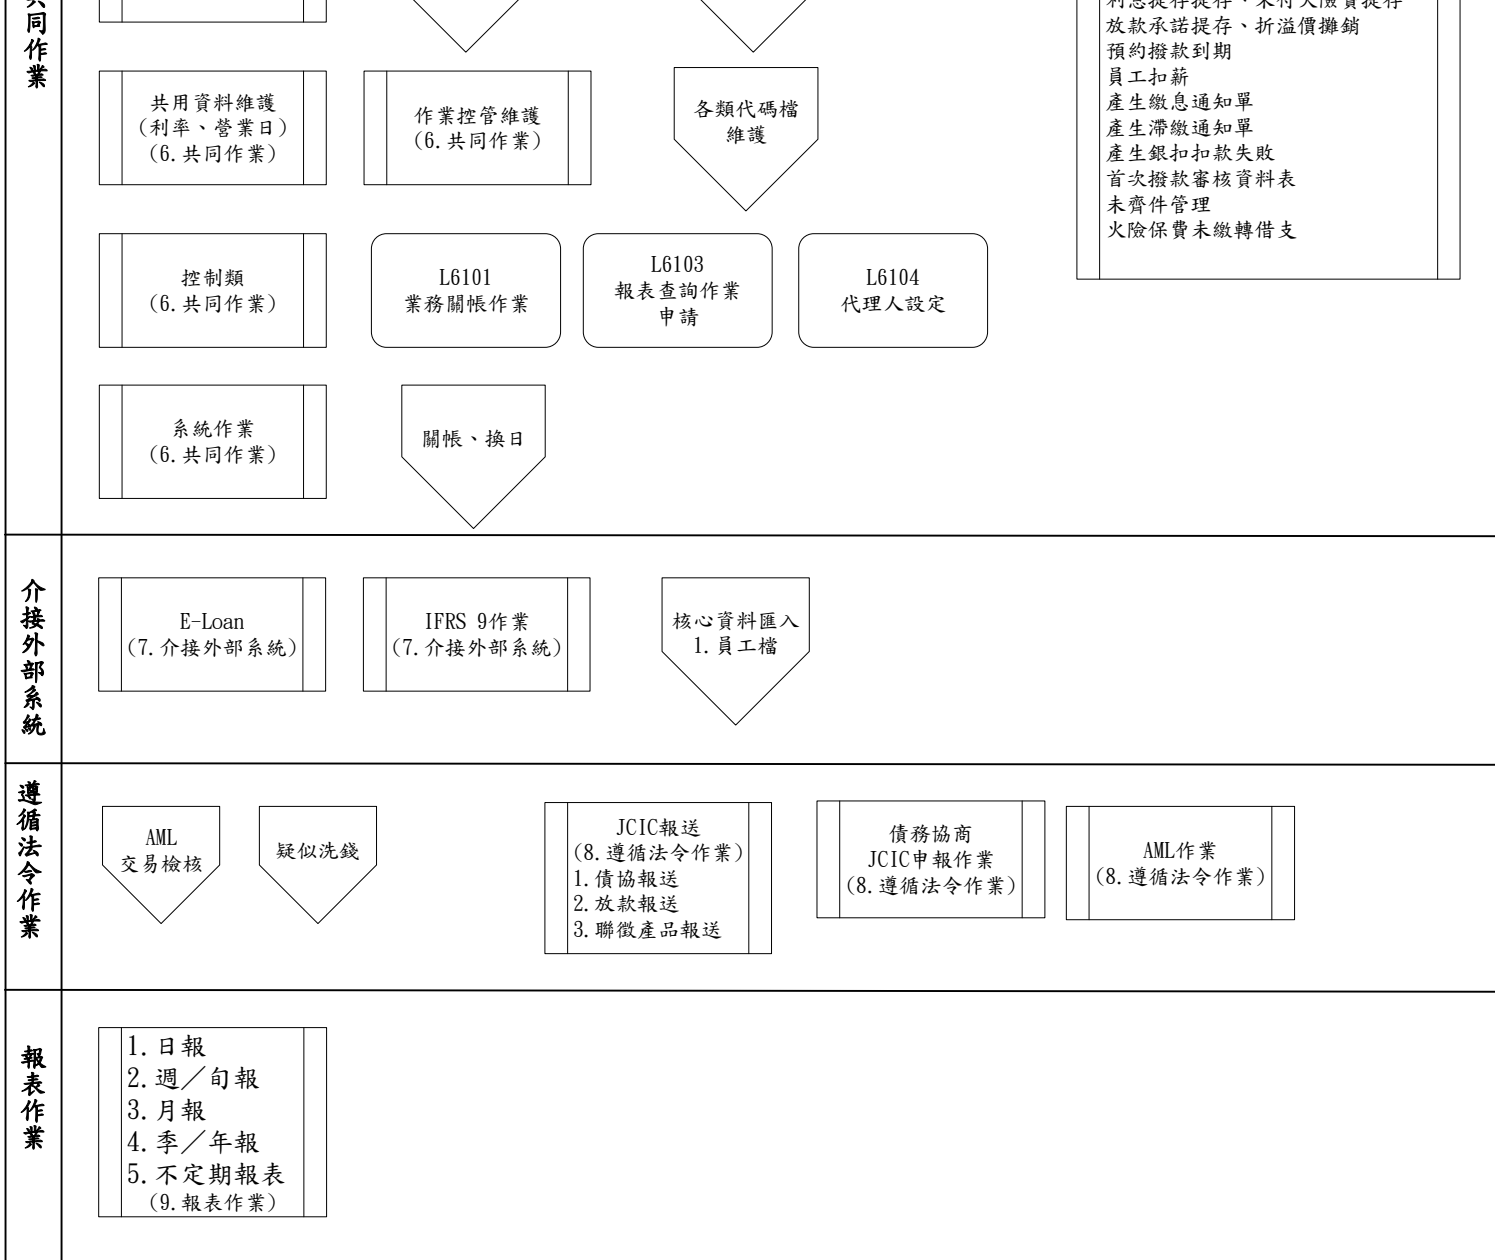 同作業
放款承諾提存、折溢價攤銷
預約撥款到期
員工扣薪
產生繳息通知單
產生滯繳通知單
產生銀扣扣款失敗
首次撥款審核資料表
未齊件管理
火險保費未繳轉借支
共用資料維護
(利率、營業日)
(6.共同作業)
作業控管維護
(6.共同作業)
各類代碼檔
維護
控制類
(6.共同作業)
L6101
業務關帳作業
L6103
報表查詢作業
申請
L6104
代理人設定
系統作業
(6.共同作業)
關帳、換日
介接外部系統
E-Loan
(7.介接外部系統)
IFRS 9作業
(7.介接外部系統)
核心資料匯入
1.員工檔
遵循法令作業
AML
交易檢核
疑似洗錢
JCIC報送
(8.遵循法令作業)
1.債協報送
2.放款報送
3.聯徵產品報送
債務協商
JCIC申報作業
(8.遵循法令作業)
AML作業
(8.遵循法令作業)
報表作業
1.日報
2.週／旬報
3.月報
4.季／年報
5.不定期報表
(9.報表作業)